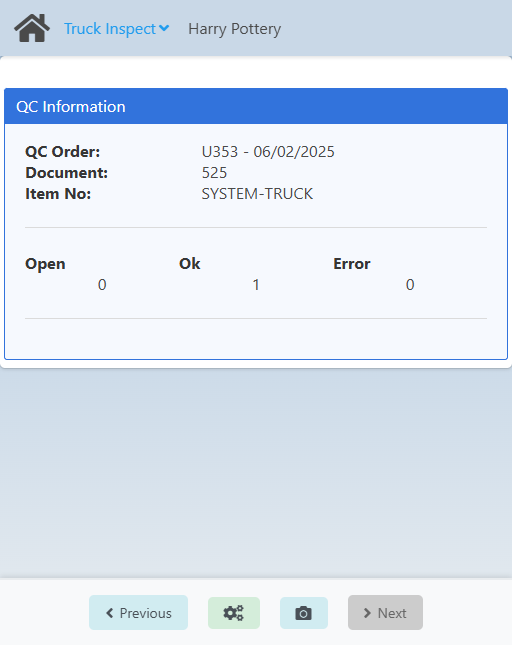 Truck Inspect Harry Pottery
QC Information
QC Order: U353 - 06/02/2025
Document: 525
Item No: SYSTEM-TRUCK
Open Ok Error
0 1 0
Previous Next